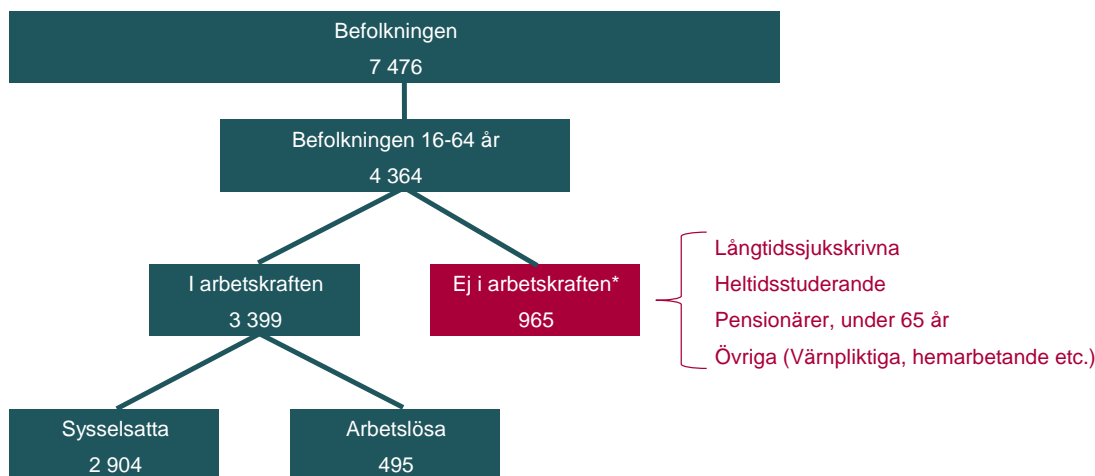 Befolkningen
7 476
Befolkningen 16-64 år
4 364
I arbetskraften
3 399
Ej i arbetskraften*
965
Långtidssjukskrivna
Heltidsstuderande
Pensionärer, under 65 år
Övriga (Värnpliktiga, hemarbetande etc.)
Sysselsatta
2 904
Arbetslösa
495